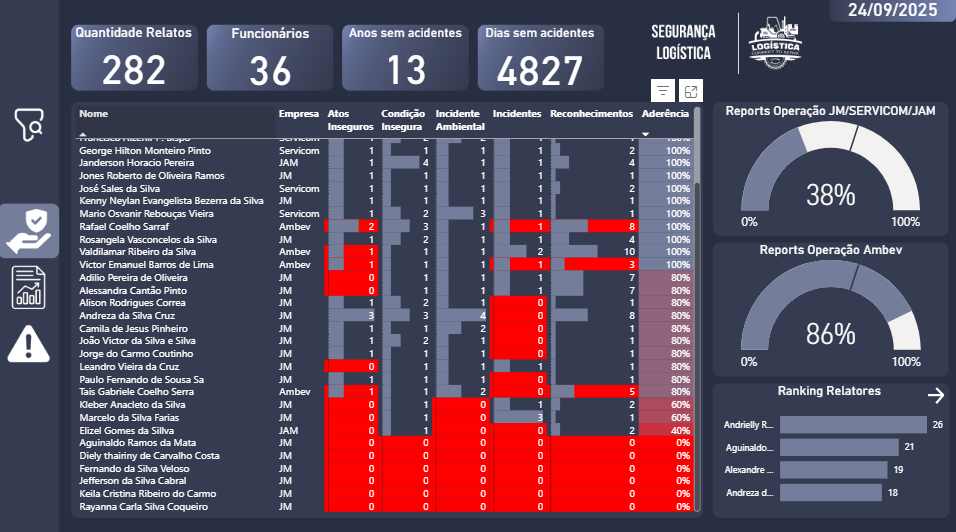 24/09/2025
Quantidade Relatos
282
Funcionários
36
Anos sem acidentes
13
Dias sem acidentes
4827
SEGURANÇA
LOGÍSTICA
LOGÍSTICA
Nome Empresa Atos Inseguros Condição Insegura Incidente Ambiental Incidentes Reconhecimentos Aderência
George Hilton Monteiro Pinto Servicom 1 1 1 1 2 100%
Janderson Horacio Pereira JAM 1 4 1 1 4 100%
Jones Roberto de Oliveira Ramos JM 1 1 1 1 1 100%
José Sales da Silva Servicom 1 1 1 1 2 100%
Kenny Neylan Evangelista Bezerra da Silva JM 1 1 1 1 1 100%
Mario Osvanir Rebouças Vieira Servicom 1 2 3 1 1 100%
Rafael Coelho Sarraf Ambev 2 3 1 1 8 100%
Rosangela Vasconcelos da Silva JM 1 2 1 1 4 100%
Valdilamar Ribeiro da Silva Ambev 1 1 1 2 10 100%
Victor Emanuel Barros de Lima Ambev 1 1 1 1 3 100%
Adilio Pereira de Oliveira JM 0 1 1 1 7 80%
Alessandra Cantão Pinto JM 0 1 1 1 7 80%
Alison Rodrigues Correa JM 1 2 1 0 1 80%
Andreza da Silva Cruz JM 3 3 4 0 8 80%
Camila de Jesus Pinheiro JM 1 1 2 0 1 80%
João Victor da Silva e Silva JM 1 2 1 0 1 80%
Jorge do Carmo Coutinho JM 1 1 1 0 1 80%
Leandro Vieira da Cruz JM 0 1 1 1 1 80%
Paulo Fernando de Sousa Sa JM 1 1 1 0 1 80%
Tais Gabriele Coelho Serra Ambev 1 1 2 0 5 80%
Kleber Anacleto da Silva JM 0 1 0 1 2 60%
Marcelo da Silva Farias JM 0 1 0 3 1 60%
Elizel Gomes da Sillva JAM 0 1 0 0 2 40%
Aguinaldo Ramos da Mata JM 0 0 0 0 0 0%
Diely thairiny de Carvalho Costa JM 0 0 0 0 0 0%
Fernando da Silva Veloso JM 0 0 0 0 0 0%
Jefferson da Silva Cabral JM 0 0 0 0 0 0%
Keila Cristina Ribeiro do Carmo JM 0 0 0 0 0 0%
Rayanna Carla Silva Coqueiro JM 0 0 0 0 0 0%
Reports Operação JM/SERVICOM/JAM
38%
0% 100%
Reports Operação Ambev
86%
0% 100%
Ranking Relatores
Andrielly R... 26
Aguinaldo... 21
Alexandre ... 19
Andreza d... 18